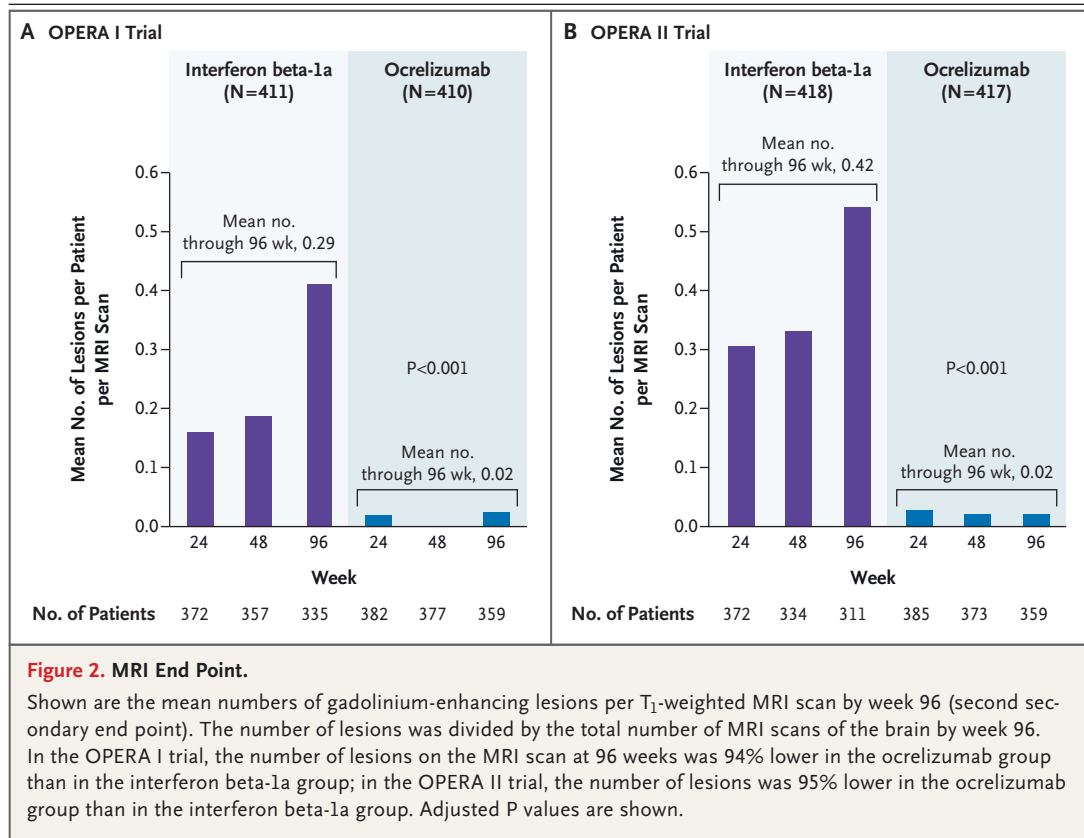 A OPERA I Trial
Interferon beta-1a
(N=411)
Ocrelizumab
(N=410)
Mean No. of Lesions per Patient
per MRI Scan
0.6
0.5
0.4
0.3
0.2
0.1
0.0
Mean no.
through 96 wk, 0.29
P<0.001
Mean no.
through 96 wk, 0.02
24 48 96 24 48 96
Week
No. of Patients 372 357 335 382 377 359
B OPERA II Trial
Interferon beta-1a
(N=418)
Ocrelizumab
(N=417)
Mean No. of Lesions per Patient
per MRI Scan
0.6
0.5
0.4
0.3
0.2
0.1
0.0
Mean no.
through 96 wk, 0.42
P<0.001
Mean no.
through 96 wk, 0.02
24 48 96 24 48 96
Week
No. of Patients 372 334 311 385 373 359
Figure 2. MRI End Point.
Shown are the mean numbers of gadolinium-enhancing lesions per T1-weighted MRI scan by week 96 (second sec-
ondary end point). The number of lesions was divided by the total number of MRI scans of the brain by week 96.
In the OPERA I trial, the number of lesions on the MRI scan at 96 weeks was 94% lower in the ocrelizumab group
than in the interferon beta-1a group; in the OPERA II trial, the number of lesions was 95% lower in the ocrelizumab
group than in the interferon beta-1a group. Adjusted P values are shown.